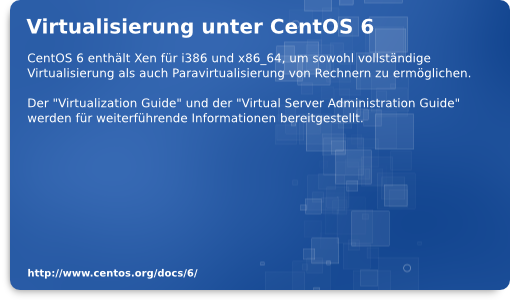 Virtualisierung unter CentOS 6
CentOS 6 enthält Xen für i386 und x86_64, um sowohl vollständige
Virtualisierung als auch Paravirtualisierung von Rechnern zu ermöglichen.
Der "Virtualization Guide" und der "Virtual Server Administration Guide"
werden für weiterführende Informationen bereitgestellt.
http://www.centos.org/docs/6/